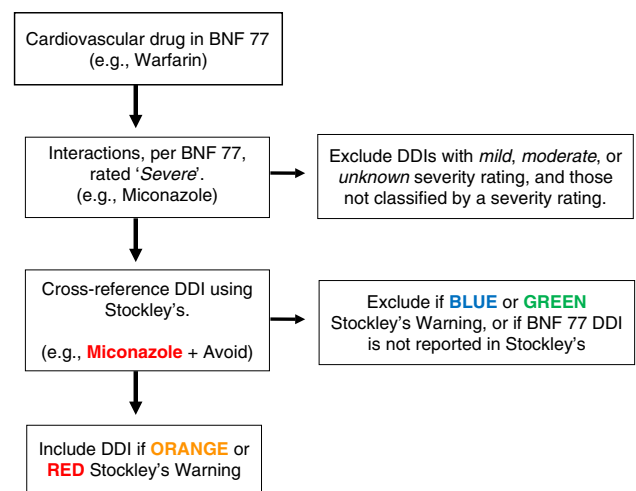 Cardiovascular drug in BNF 77
(e.g., Warfarin)
Interactions, per BNF 77,
rated ‘Severe’.
(e.g., Miconazole)
Exclude DDIs with mild, moderate, or
unknown severity rating, and those
not classified by a severity rating.
Cross-reference DDI using
Stockley’s.
(e.g., Miconazole + Avoid)
Exclude if BLUE or GREEN
Stockley’s Warning, or if BNF 77 DDI
is not reported in Stockley’s
Include DDI if ORANGE or
RED Stockley’s Warning